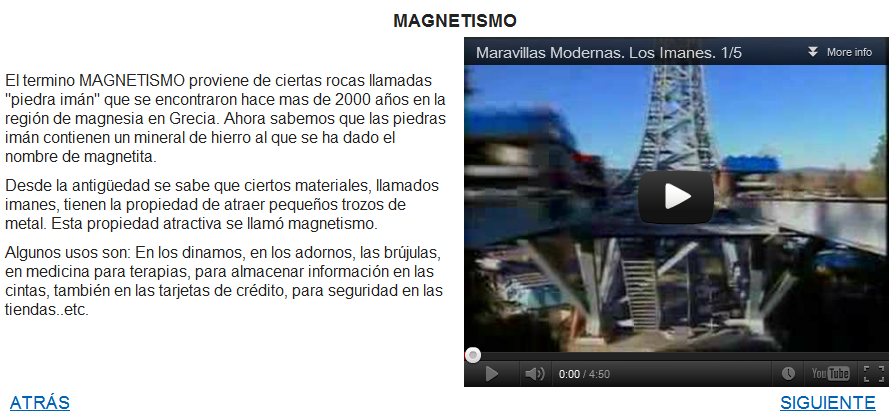 MAGNETISMO
El termino MAGNETISMO proviene de ciertas rocas llamadas
"piedra imán" que se encontraron hace mas de 2000 años en la
región de magnesia en Grecia. Ahora sabemos que las piedras
imán contienen un mineral de hierro al que se ha dado el
nombre de magnetita.
Desde la antigüedad se sabe que ciertos materiales, llamados
imanes, tienen la propiedad de atraer pequeños trozos de
metal. Esta propiedad atractiva se llamó magnetismo.
Algunos usos son: En los dinamos, en los adornos, las brújulas,
en medicina para terapias, para almacenar información en las
cintas, también en las tarjetas de crédito, para seguridad en las
tiendas..etc.
Maravillas Modernas. Los Imanes. 1/5
More info
0:00 / 4:50
YouTube
ATRÁS
SIGUIENTE